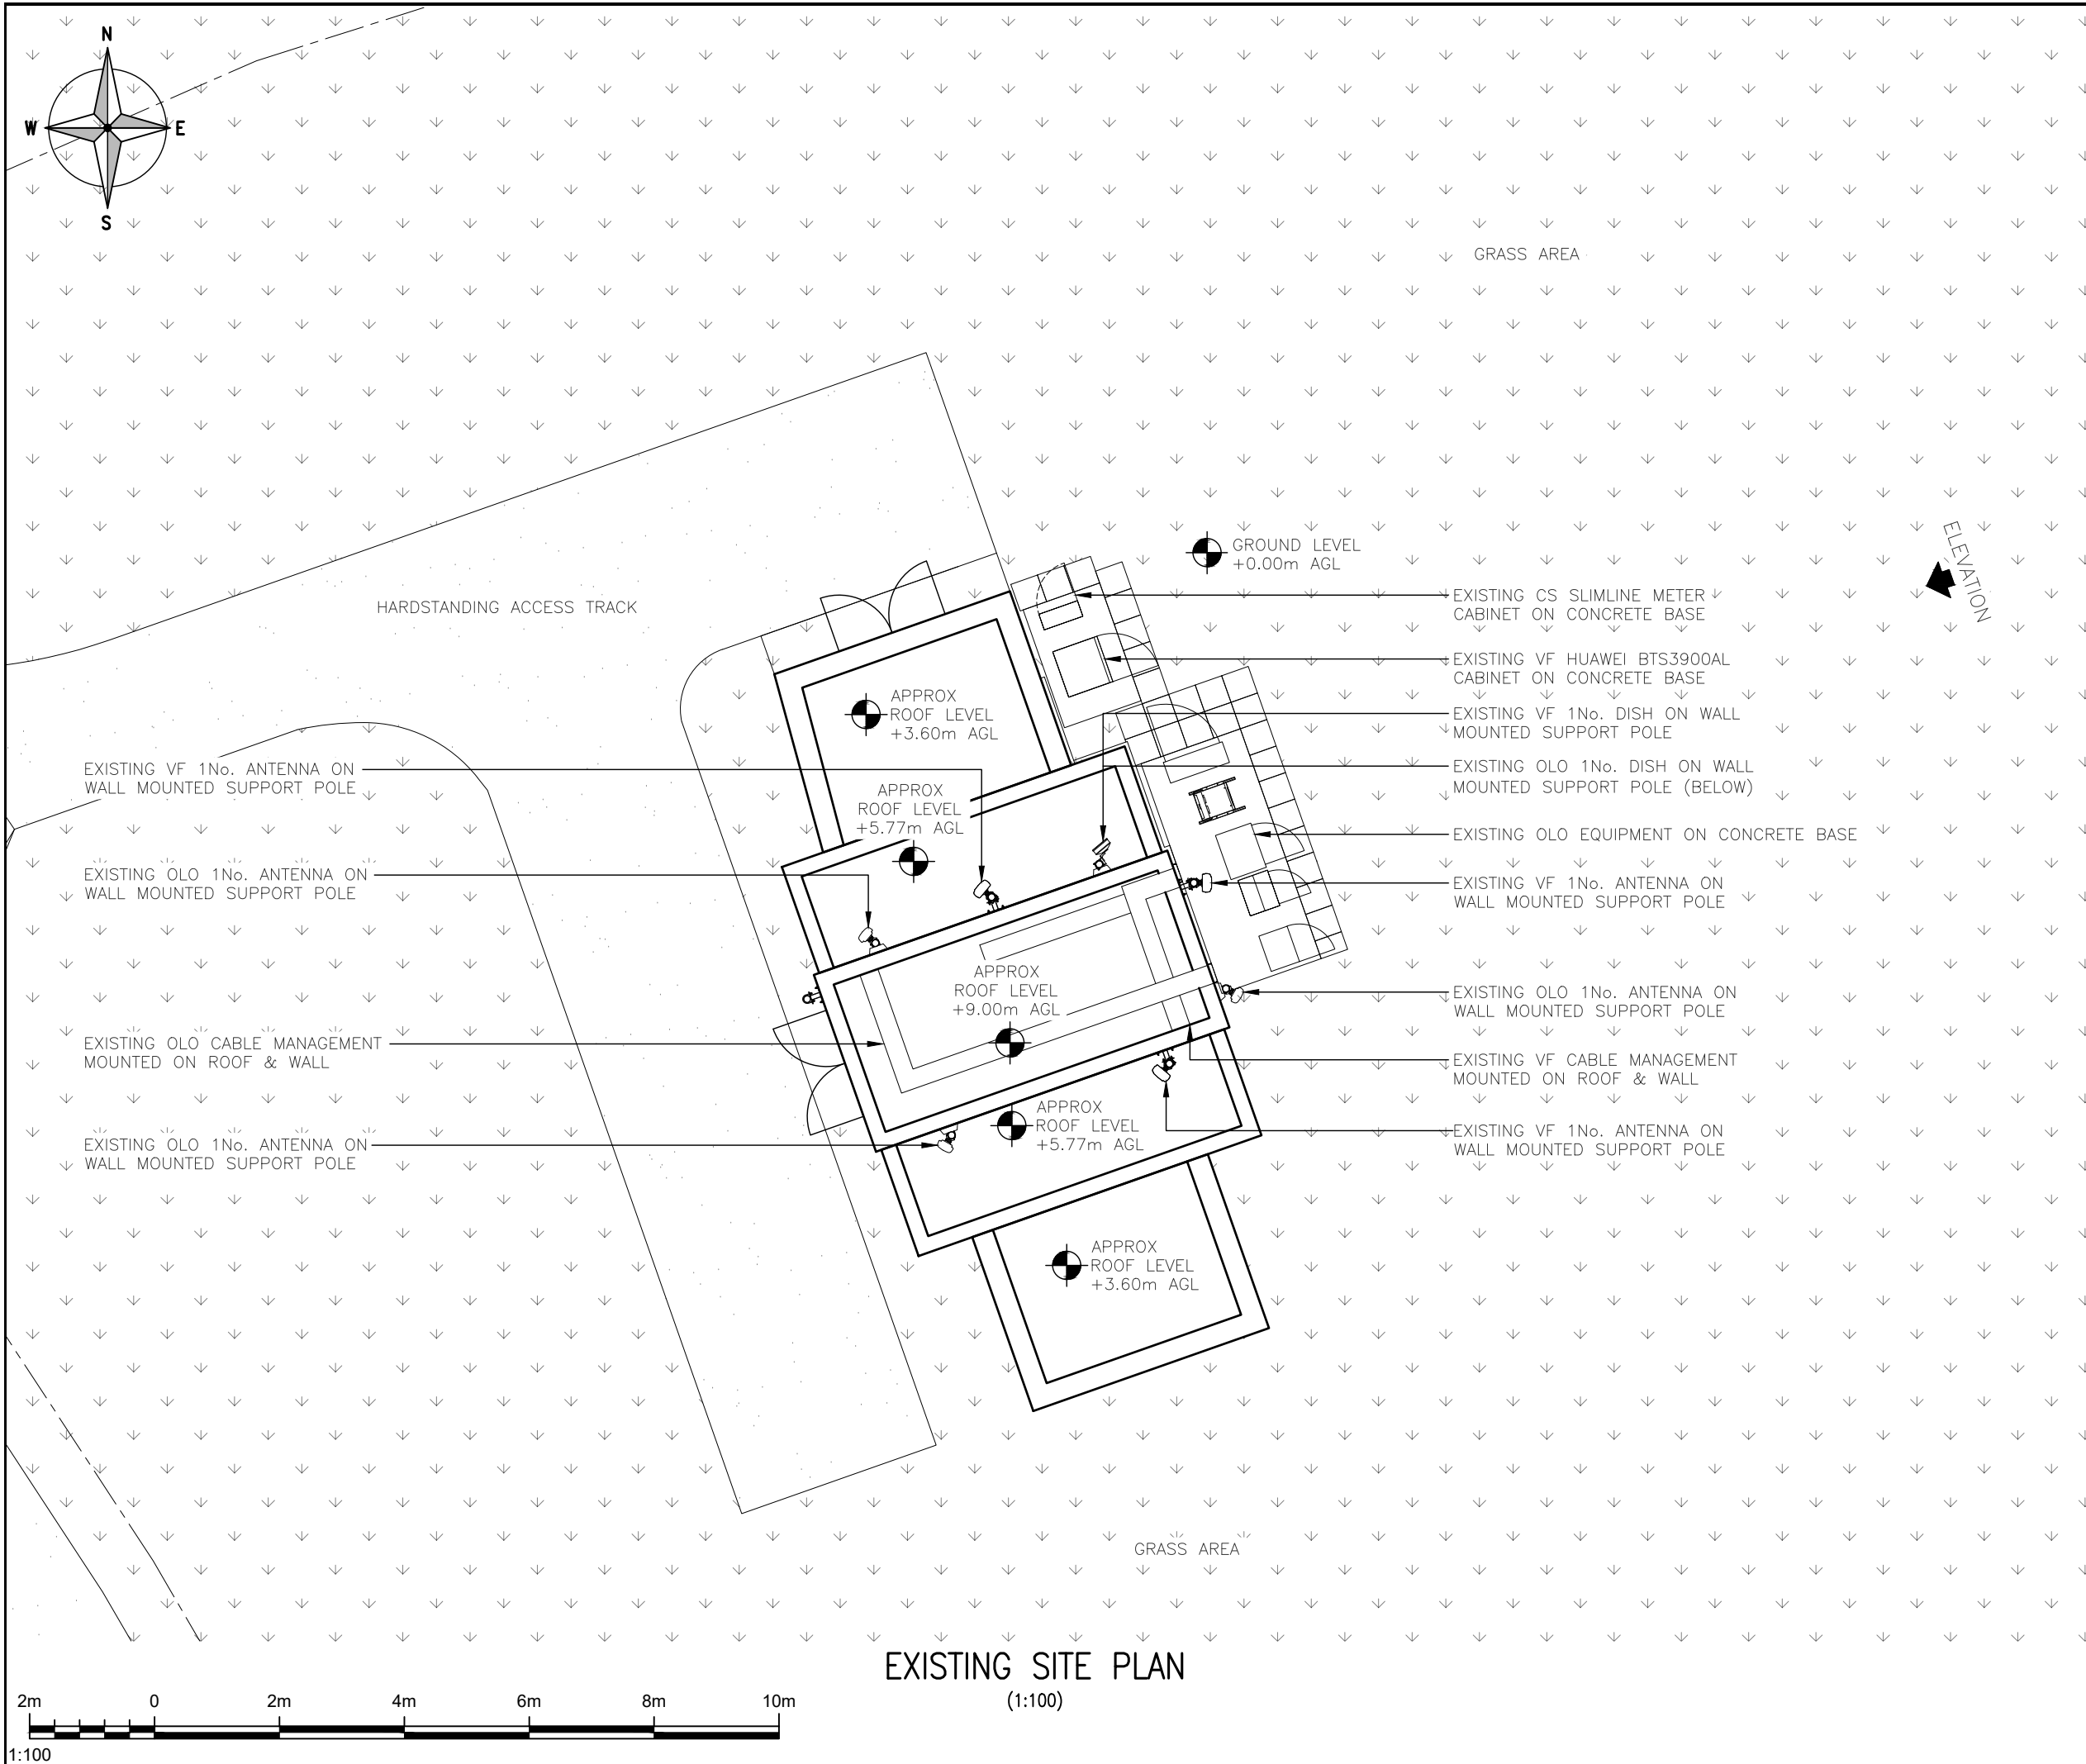 N
W
E
S
GRASS AREA
ELEVATION
GROUND LEVEL
+0.00m AGL
HARDSTANDING ACCESS TRACK
EXISTING CS SLIMLINE METER
CABINET ON CONCRETE BASE
EXISTING VF HUAWEI BTS3900AL
CABINET ON CONCRETE BASE
APPROX
ROOF LEVEL
+3.60m AGL
EXISTING VF 1No. DISH ON WALL
MOUNTED SUPPORT POLE
EXISTING VF 1No. ANTENNA ON
WALL MOUNTED SUPPORT POLE
APPROX
ROOF LEVEL
+5.77m AGL
EXISTING OLO 1No. DISH ON WALL
MOUNTED SUPPORT POLE (BELOW)
EXISTING OLO EQUIPMENT ON CONCRETE BASE
EXISTING OLO 1No. ANTENNA ON
WALL MOUNTED SUPPORT POLE
EXISTING VF 1No. ANTENNA ON
WALL MOUNTED SUPPORT POLE
APPROX
ROOF LEVEL
+9.00m AGL
EXISTING OLO 1No. ANTENNA ON
WALL MOUNTED SUPPORT POLE
EXISTING OLO CABLE MANAGEMENT
MOUNTED ON ROOF & WALL
EXISTING VF CABLE MANAGEMENT
MOUNTED ON ROOF & WALL
APPROX
ROOF LEVEL
+5.77m AGL
EXISTING OLO 1No. ANTENNA ON
WALL MOUNTED SUPPORT POLE
EXISTING VF 1No. ANTENNA ON
WALL MOUNTED SUPPORT POLE
APPROX
ROOF LEVEL
+3.60m AGL
GRASS AREA
EXISTING SITE PLAN
(1:100)
2m 0 2m 4m 6m 8m 10m
1:100